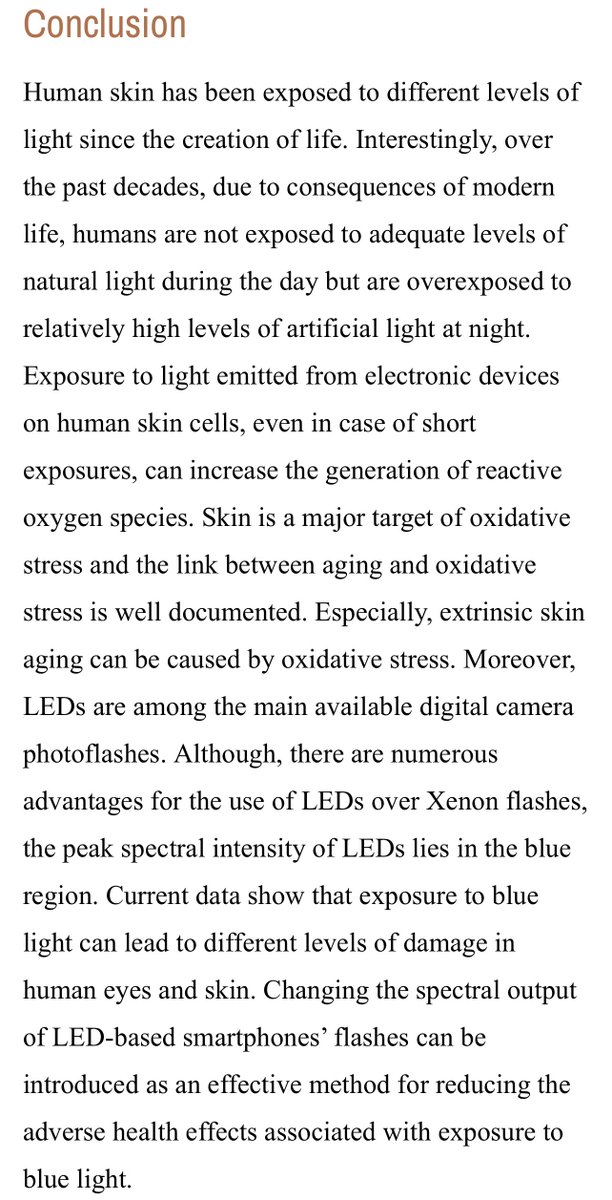 Conclusion
Human skin has been exposed to different levels of
light since the creation of life. Interestingly, over
the past decades, due to consequences of modern
life, humans are not exposed to adequate levels of
natural light during the day but are overexposed to
relatively high levels of artificial light at night.
Exposure to light emitted from electronic devices
on human skin cells, even in case of short
exposures, can increase the generation of reactive
oxygen species. Skin is a major target of oxidative
stress and the link between aging and oxidative
stress is well documented. Especially, extrinsic skin
aging can be caused by oxidative stress. Moreover,
LEDs are among the main available digital camera
photoflashes. Although, there are numerous
advantages for the use of LEDs over Xenon flashes,
the peak spectral intensity of LEDs lies in the blue
region. Current data show that exposure to blue
light can lead to different levels of damage in
human eyes and skin. Changing the spectral output
of LED-based smartphones’ flashes can be
introduced as an effective method for reducing the
adverse health effects associated with exposure to
blue light.